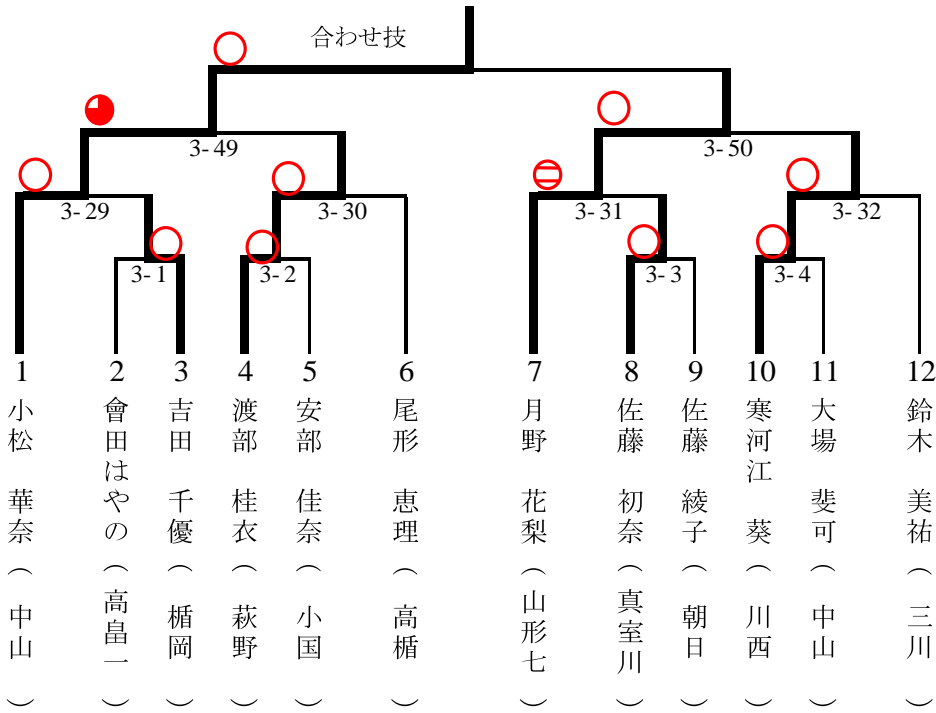 合わせ技
3-49
3-50
3-29
3-30
3-31
3-32
3-1
3-2
3-3
3-4
1
小松 華奈（中山）
2
會田はやの（高畠一）
3
吉田 千優（楯岡）
4
渡部 桂衣（萩野）
5
安部 佳奈（小国）
6
尾形 恵理（高楯）
7
月野 花梨（山形七）
8
佐藤 初奈（真室川）
9
佐藤 綾子（朝日）
10
寒河江 葵（川西）
11
大場 斐可（中山）
12
鈴木 美祐（三川）